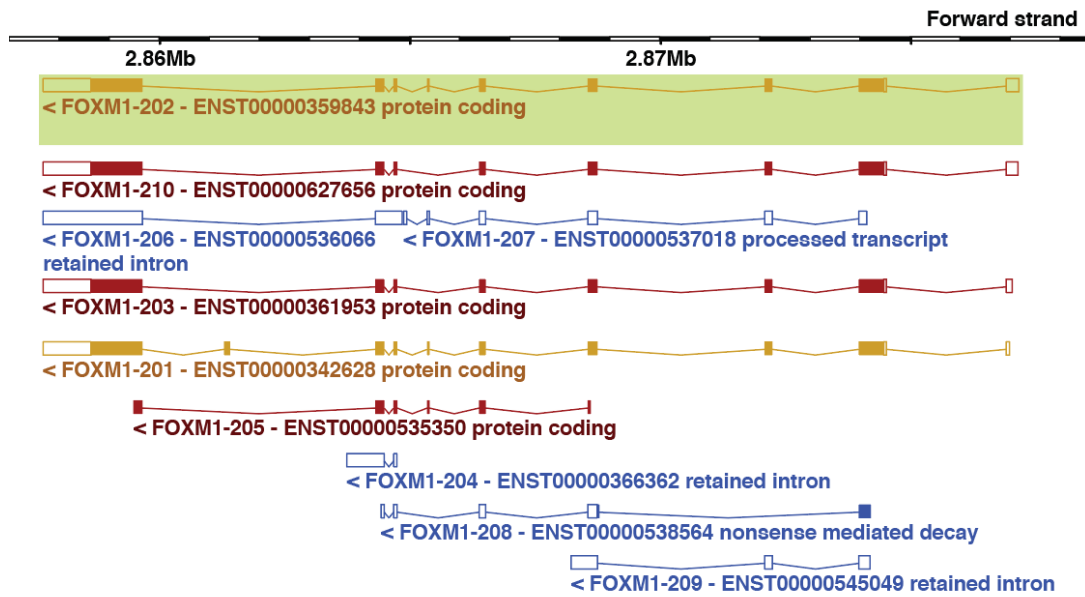 Forward strand
2.86Mb 2.87Mb
< FOXM1-202 - ENST00000359843 protein coding
< FOXM1-210 - ENST00000627656 protein coding
< FOXM1-206 - ENST00000536066 < FOXM1-207 - ENST00000537018 processed transcript
retained intron
< FOXM1-203 - ENST00000361953 protein coding
< FOXM1-201 - ENST00000342628 protein coding
< FOXM1-205 - ENST00000535350 protein coding
< FOXM1-204 - ENST00000366362 retained intron
< FOXM1-208 - ENST00000538564 nonsense mediated decay
< FOXM1-209 - ENST00000545049 retained intron